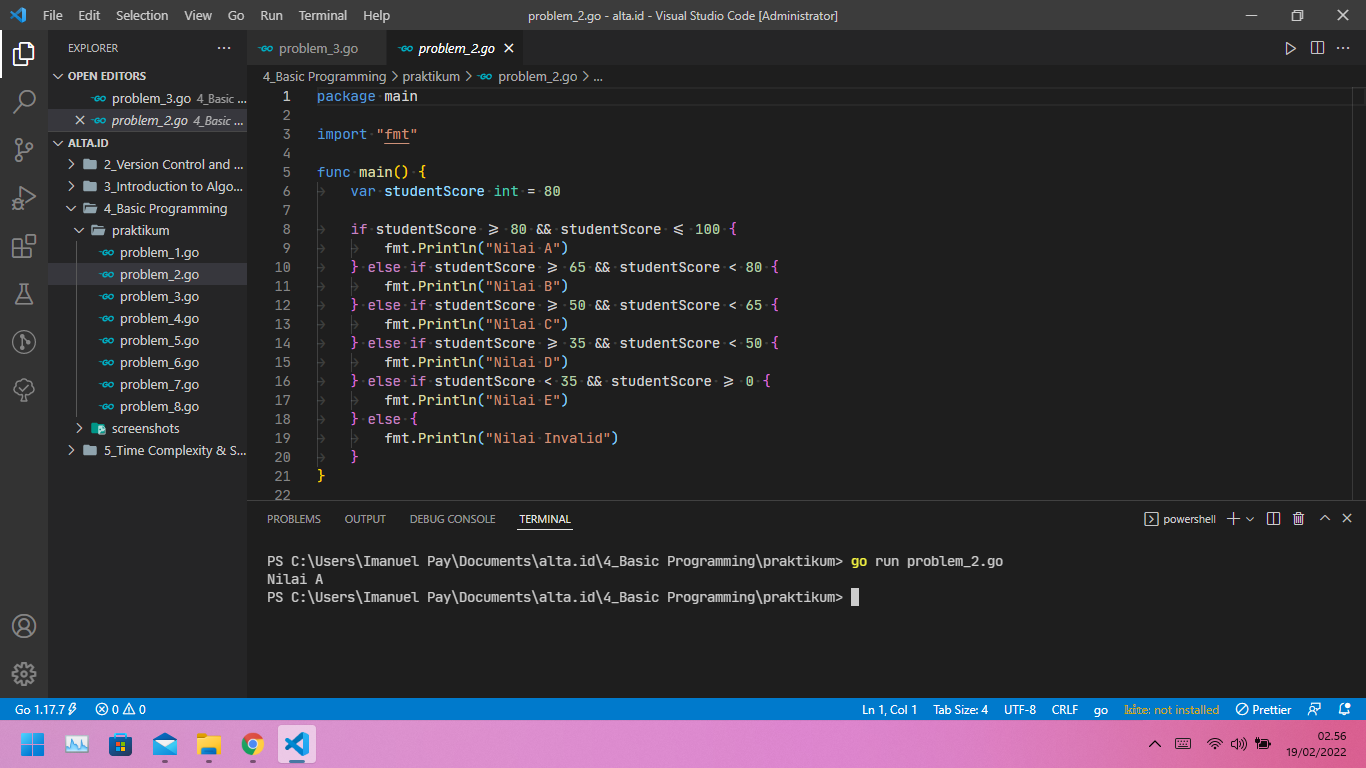 File Edit Selection View Go Run Terminal Help
problem_2.go - alta.id - Visual Studio Code [Administrator]
EXPLORER
problem_3.go
problem_2.go
OPEN EDITORS
problem_3.go 4_Basic ...
problem_2.go 4_Basic ...
ALTA.ID
2_Version Control and ...
3_Introduction to Algo...
4_Basic Programming
praktikum
problem_1.go
problem_2.go
problem_3.go
problem_4.go
problem_5.go
problem_6.go
problem_7.go
problem_8.go
screenshots
5_Time Complexity & S...
4_Basic Programming > praktikum > problem_2.go > ...
1 package main
2
3 import "fmt"
4
5 func main() {
6 var studentScore int = 80
7
8 if studentScore >= 80 && studentScore <= 100 {
9 fmt.Println("Nilai A")
10 } else if studentScore >= 65 && studentScore < 80 {
11 fmt.Println("Nilai B")
12 } else if studentScore >= 50 && studentScore < 65 {
13 fmt.Println("Nilai C")
14 } else if studentScore >= 35 && studentScore < 50 {
15 fmt.Println("Nilai D")
16 } else if studentScore < 35 && studentScore >= 0 {
17 fmt.Println("Nilai E")
18 } else {
19 fmt.Println("Nilai Invalid")
20 }
21 }
22
PROBLEMS OUTPUT DEBUG CONSOLE TERMINAL
powershell
PS C:\Users\Imanuel Pay\Documents\alta.id\4_Basic Programming\praktikum> go run problem_2.go
Nilai A
PS C:\Users\Imanuel Pay\Documents\alta.id\4_Basic Programming\praktikum>
Go 1.17.7 0 0 Ln 1, Col 1 Tab Size: 4 UTF-8 CRLF go kite: not installed Prettier
02.56
19/02/2022